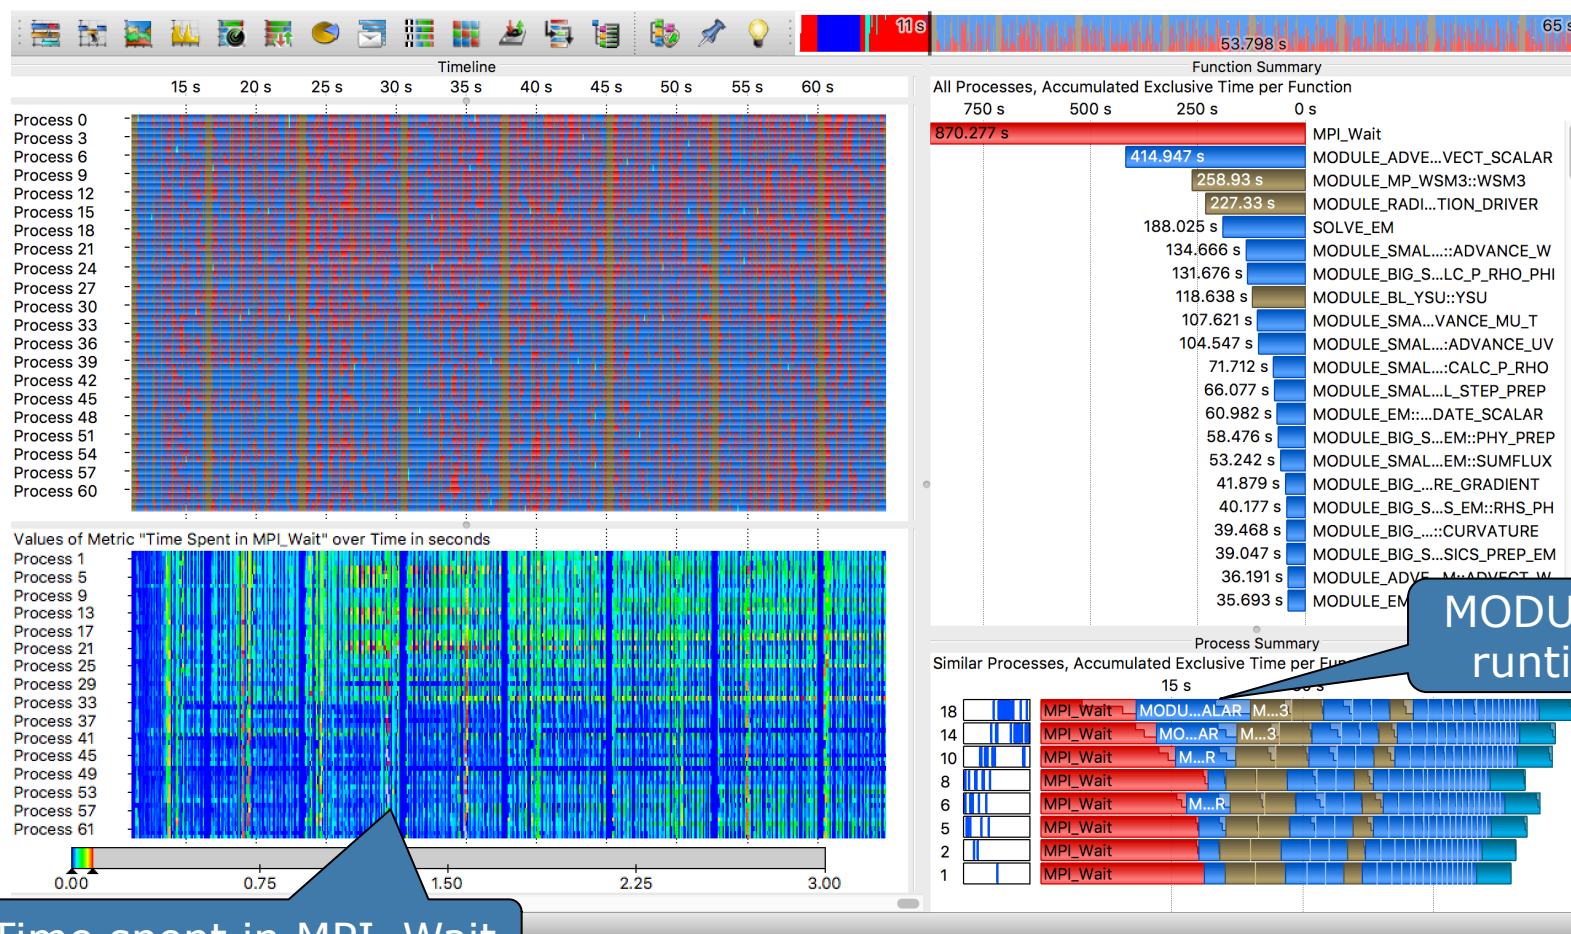 11 s
53.798 s
65 s
Timeline
15 s 20 s 25 s 30 s 35 s 40 s 45 s 50 s 55 s 60 s
Process 0
Process 3
Process 6
Process 9
Process 12
Process 15
Process 18
Process 21
Process 24
Process 27
Process 30
Process 33
Process 36
Process 39
Process 42
Process 45
Process 48
Process 51
Process 54
Process 57
Process 60
Values of Metric "Time Spent in MPI_Wait" over Time in seconds
Process 1
Process 5
Process 9
Process 13
Process 17
Process 21
Process 25
Process 29
Process 33
Process 37
Process 41
Process 45
Process 49
Process 53
Process 57
Process 61
0.00 0.75 1.50 2.25 3.00
Time spent in MPI_Wait
Function Summary
All Processes, Accumulated Exclusive Time per Function
750 s 500 s 250 s 0 s
870.277 s MPI_Wait
414.947 s MODULE_ADVE...VECT_SCALAR
258.93 s MODULE_MP_WSM3::WSM3
227.33 s MODULE_RADI...TION_DRIVER
188.025 s SOLVE_EM
134.666 s MODULE_SMAL...::ADVANCE_W
131.676 s MODULE_BIG_S...LC_P_RHO_PHI
118.638 s MODULE_BL_YSU::YSU
107.621 s MODULE_SMA...VANCE_MU_T
104.547 s MODULE_SMAL...:ADVANCE_UV
71.712 s MODULE_SMAL...:CALC_P_RHO
66.077 s MODULE_SMAL...L_STEP_PREP
60.982 s MODULE_EM::...DATE_SCALAR
58.476 s MODULE_BIG_S...EM::PHY_PREP
53.242 s MODULE_SMAL...EM::SUMFLUX
41.879 s MODULE_BIG_...RE_GRADIENT
40.177 s MODULE_BIG_S...S_EM::RHS_PH
39.468 s MODULE_BIG_...::CURVATURE
39.047 s MODULE_BIG_S...SICS_PREP_EM
36.191 s MODULE_ADVE...M::ADVECT_W
35.693 s MODULE_EM
MODU
runti
Process Summary
Similar Processes, Accumulated Exclusive Time per Func
15 s 30 s
18 MPI_Wait MODU...ALAR M...3
14 MPI_Wait MO...AR M...3
10 MPI_Wait M...R
8 MPI_Wait
6 MPI_Wait M...R
5 MPI_Wait
2 MPI_Wait
1 MPI_Wait